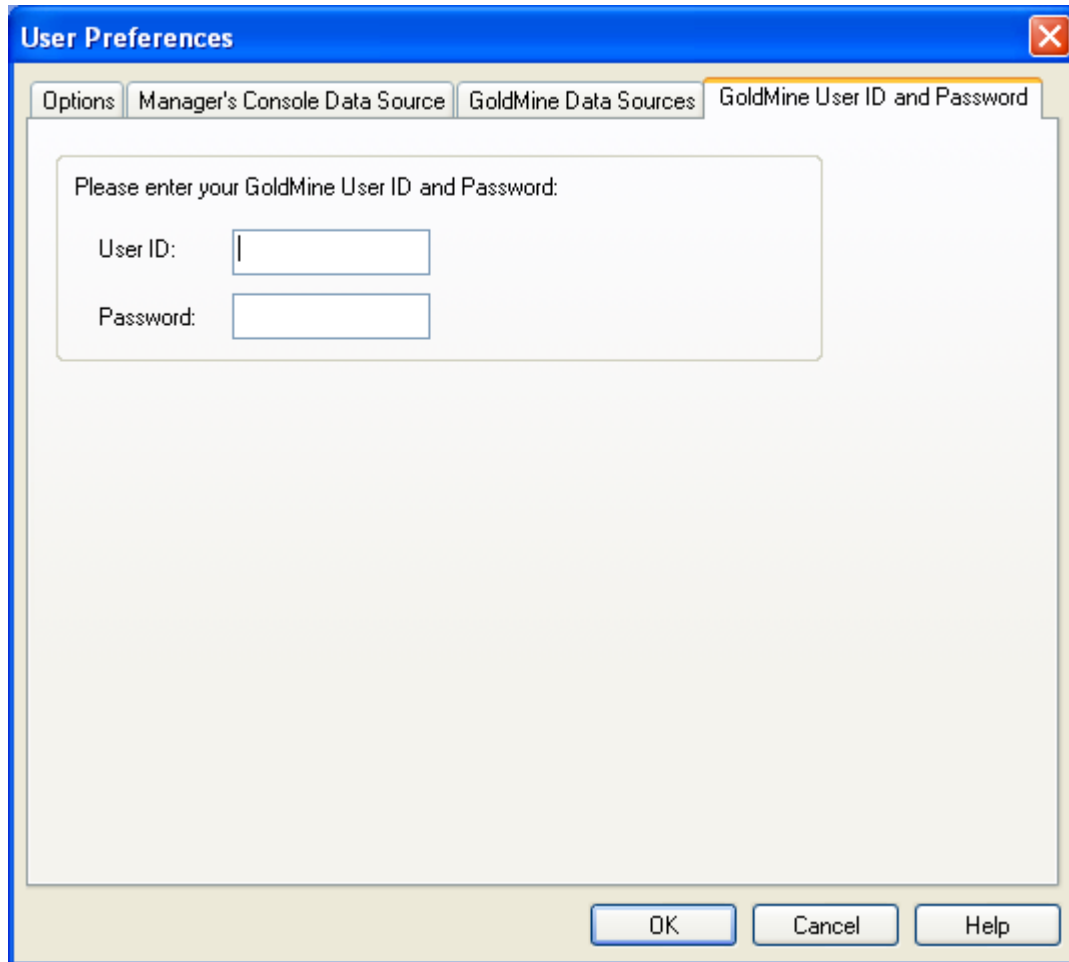 User Preferences
Options Manager's Console Data Source GoldMine Data Sources GoldMine User ID and Password
Please enter your GoldMine User ID and Password:
User ID:
Password:
OK Cancel Help